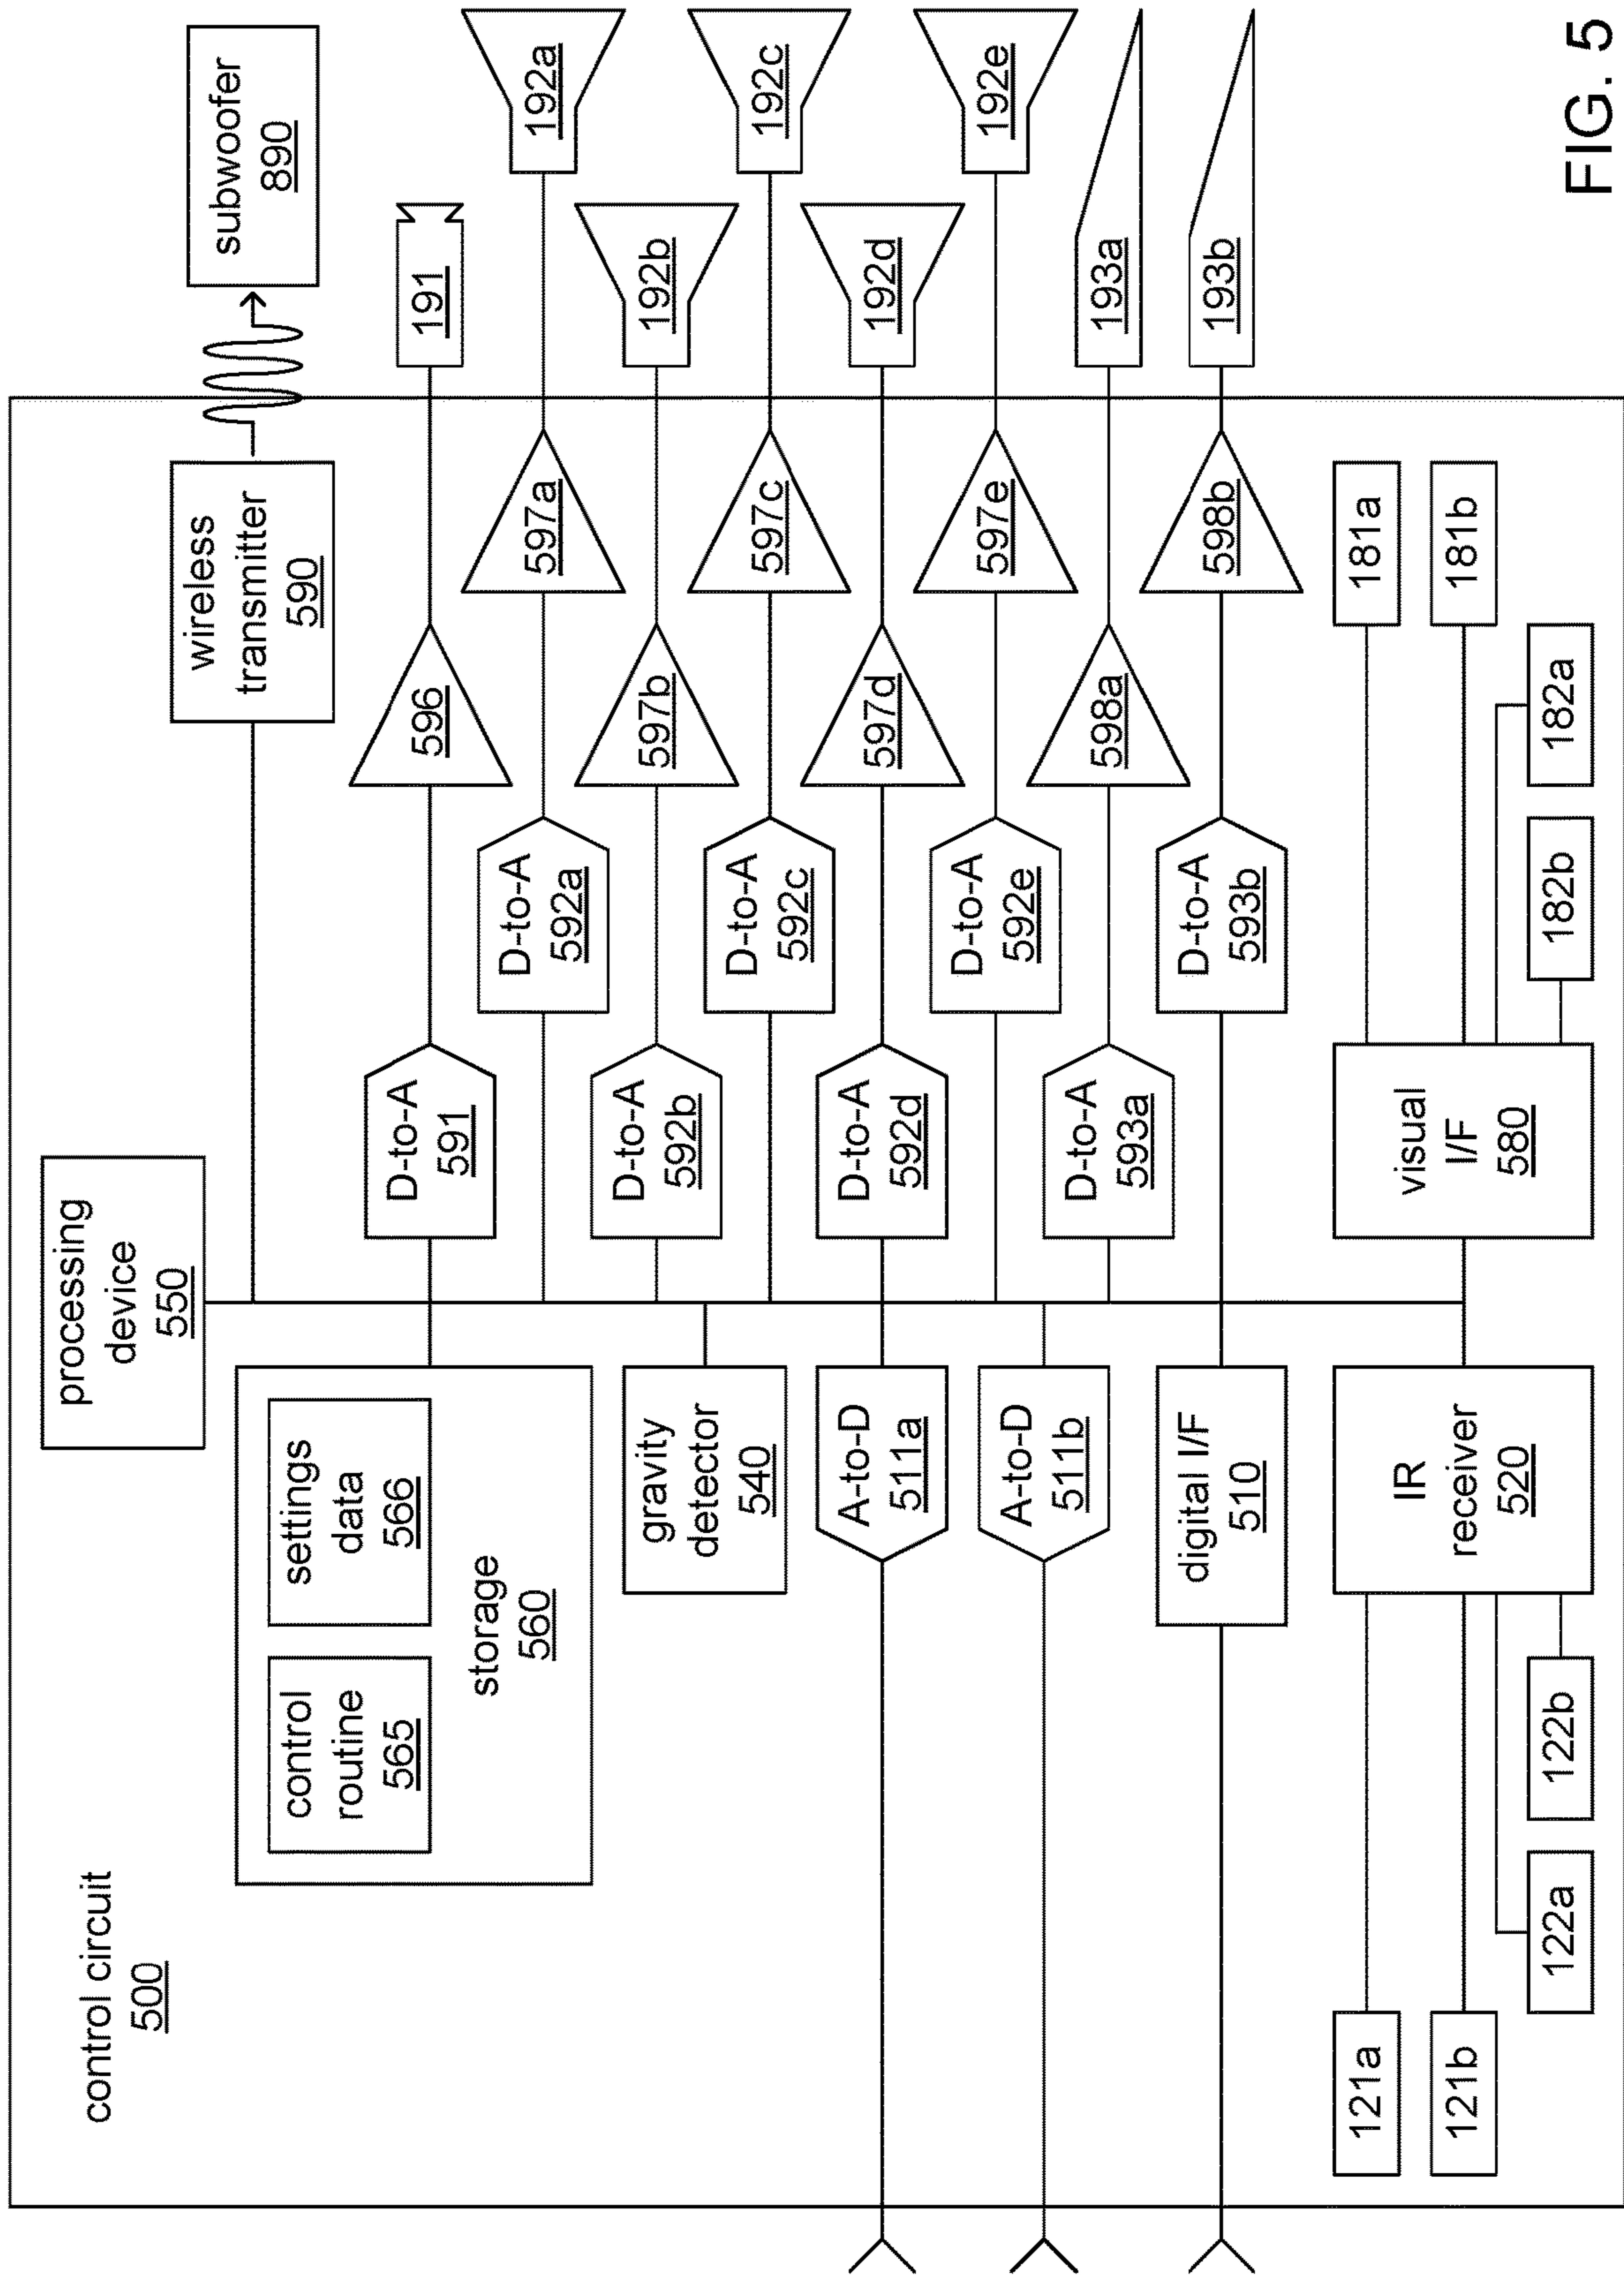 control circuit
500
processing
device
550
control
routine
565
settings
data
566
storage
560
gravity
detector
540
A-to-D
511a
A-to-D
511b
digital I/F
510
IR
receiver
520
121a
121b
122a
122b
wireless
transmitter
590
subwoofer
890
D-to-A
591
596
191
D-to-A
592a
597a
192a
D-to-A
592b
597b
192b
D-to-A
592c
597c
192c
D-to-A
592d
597d
192d
D-to-A
592e
597e
192e
D-to-A
593a
598a
193a
D-to-A
593b
598b
193b
visual
I/F
580
181a
181b
182b
182a
FIG. 5